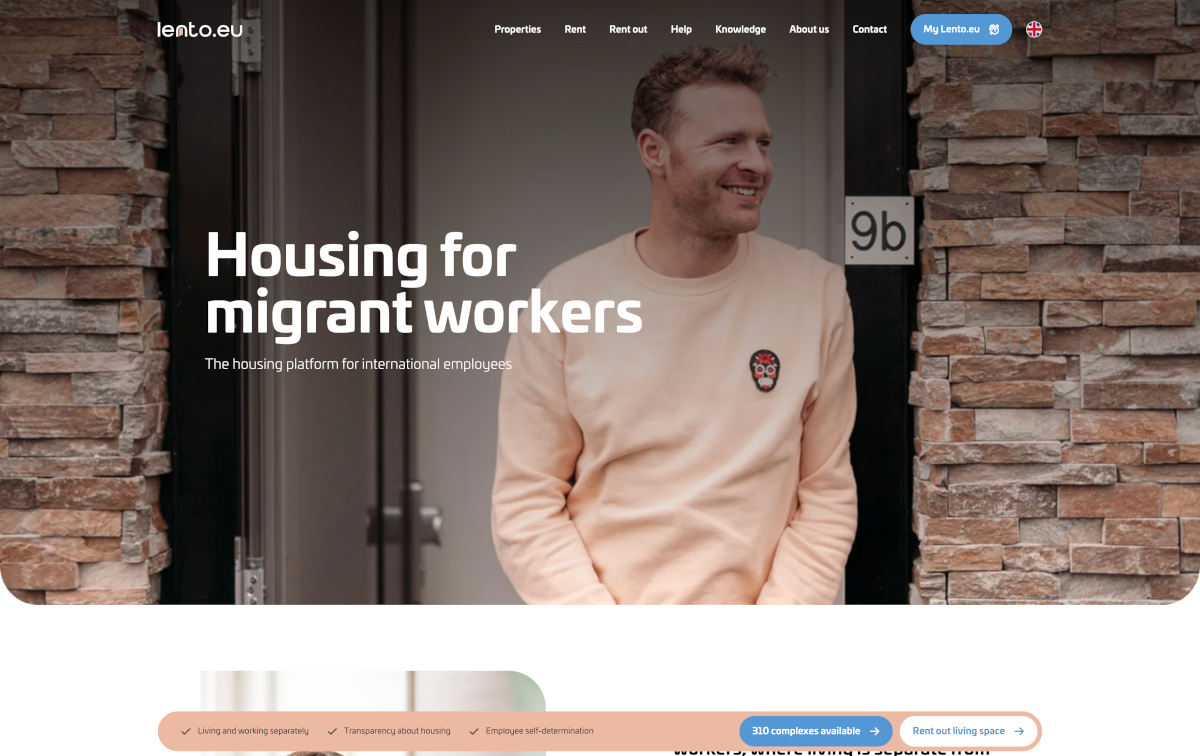 lento.eu
Properties Rent Rent out Help Knowledge About us Contact My Lento.eu
9b
Housing for
migrant workers
The housing platform for international employees
Living and working separately Transparency about housing Employee self-determination 310 complexes available Rent out living space
workers, where living is separate from